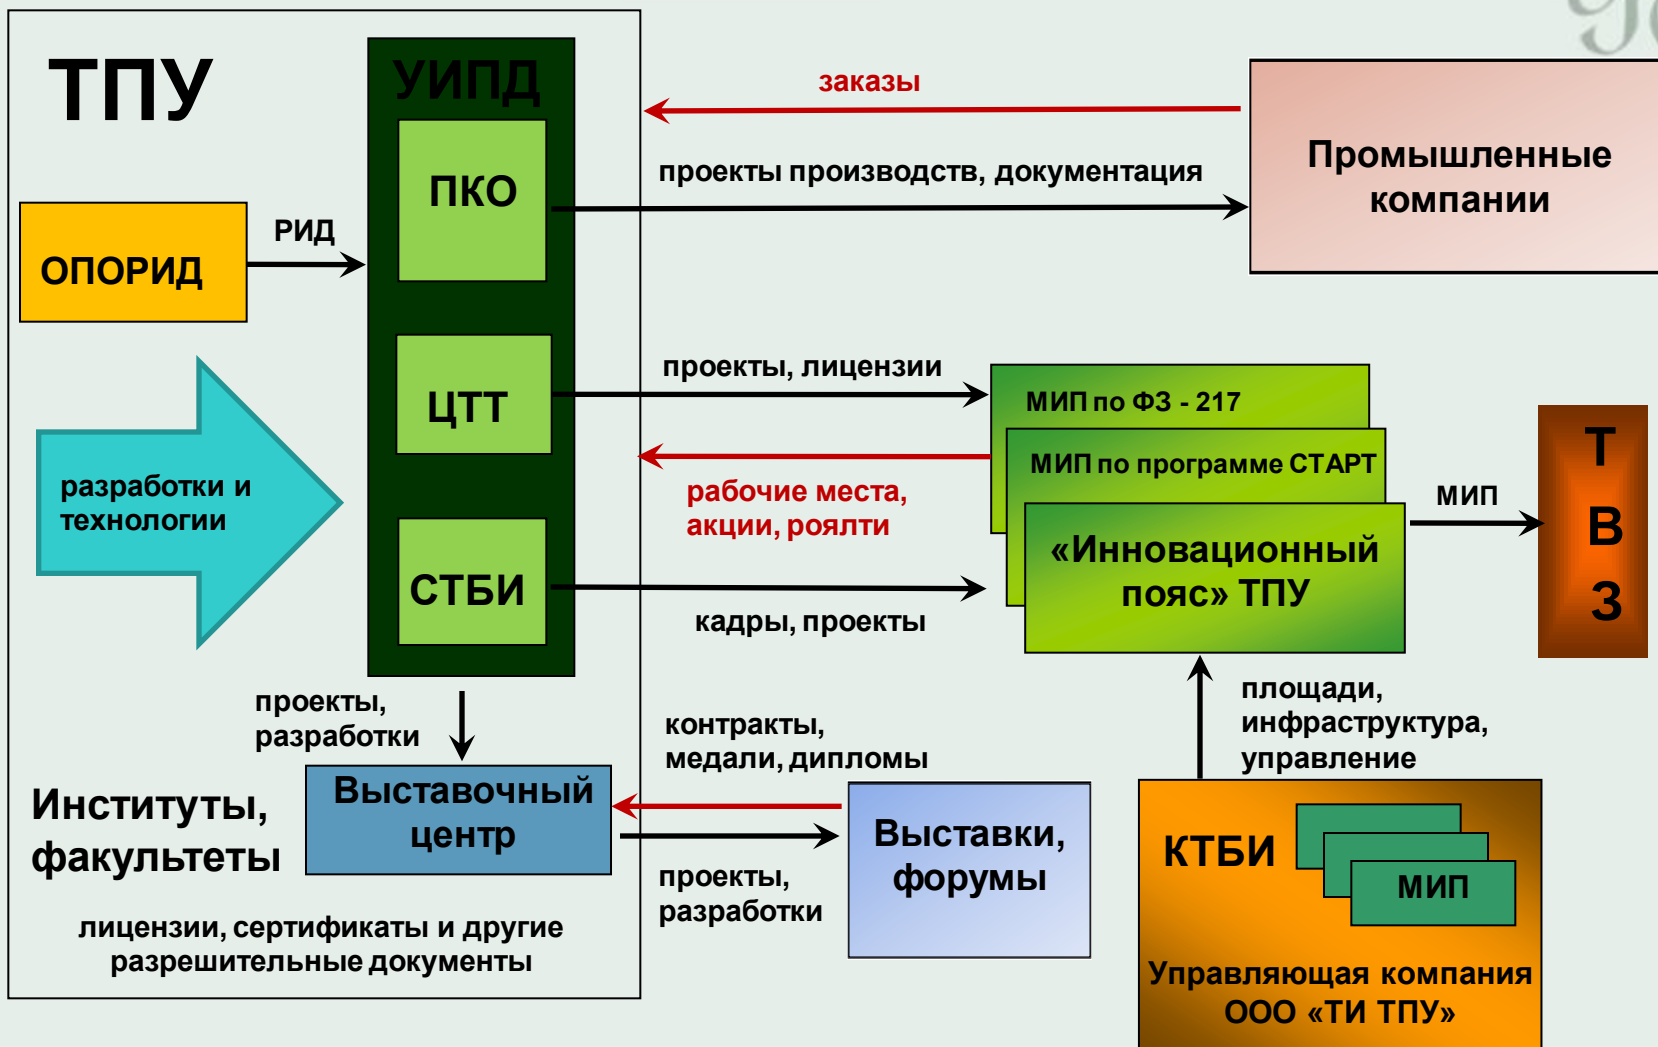 ТПУ
УИПД
ПКО
ЦТТ
СТБИ
ОПОРИД
РИД
разработки и
технологии
заказы
проекты производств, документация
Промышленные
компании
проекты, лицензии
рабочие места,
акции, роялти
кадры, проекты
МИП по ФЗ - 217
МИП по программе СТАРТ
«Инновационный
пояс» ТПУ
МИП
Т
В
З
проекты,
разработки
Выставочный
центр
Институты,
факультеты
лицензии, сертификаты и другие
разрешительные документы
контракты,
медали, дипломы
проекты,
разработки
Выставки,
форумы
площади,
инфраструктура,
управление
КТБИ
МИП
Управляющая компания
ООО «ТИ ТПУ»